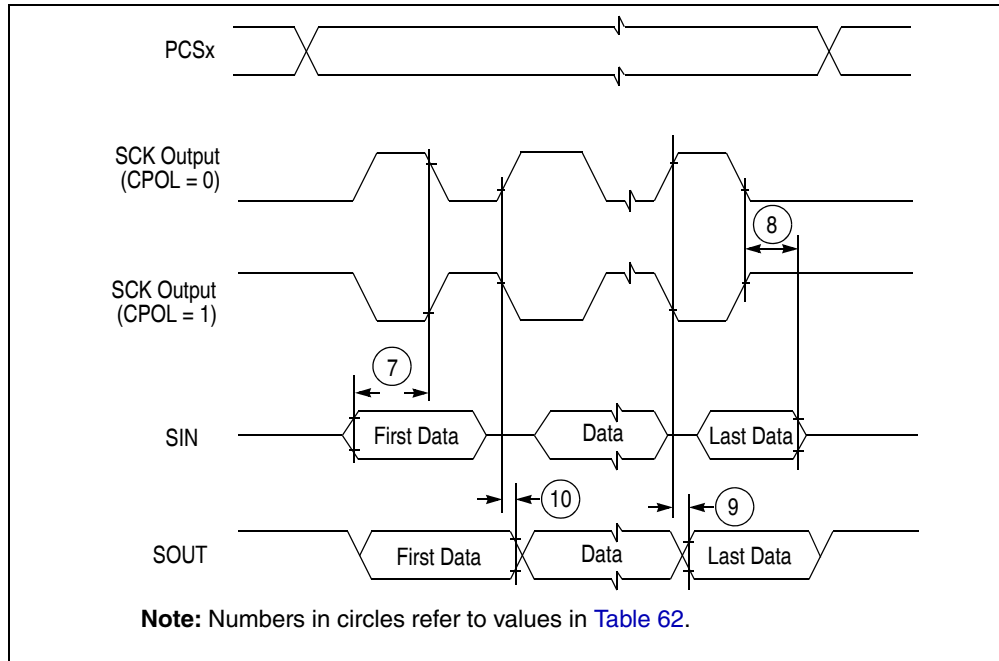 PCSx
SCK Output
(CPOL = 0)
8
SCK Output
(CPOL = 1)
7
SIN
First Data
Data
Last Data
10
9
SOUT
First Data
Data
Last Data
Note: Numbers in circles refer to values in Table 62.